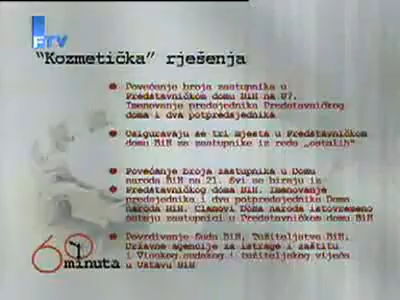 FTV
"Kozmetička" rješenja
Povećanje broja zastupnika u
Predstavničkom domu BiH na 87.
Imenovanje predsjednika Predstavničkog
doma i dva potpredsjednika
Osiguravaju se tri mjesta u Predstavničkom
domu BiH za zastupnike iz reda „ostalih"
Povećanje broja zastupnika u Domu
naroda BiH na 21. Svi se biraju iz
Predstavničkog doma BiH. Imenovanje
predsjednika i dva potpredsjednika Doma
naroda BiH. Članovi Doma naroda istovremeno
ostaju zastupnici u Predstavničkom domu BiH
Potvrđivanje Suda BiH, Tužiteljstva BiH,
Državne agencije za istrage i zaštitu
i Visokog sudskog i tužiteljskog vijeća
u Ustavu BiH
60 minuta